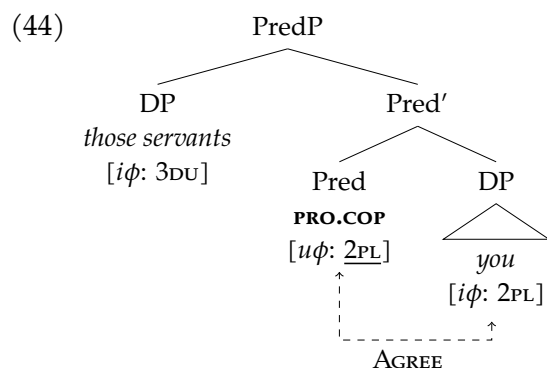 (44) PredP
DP Pred′
those servants
[iϕ: 3DU] Pred DP
PRO.COP
[uϕ: 2PL] you
[iϕ: 2PL]
AGREE